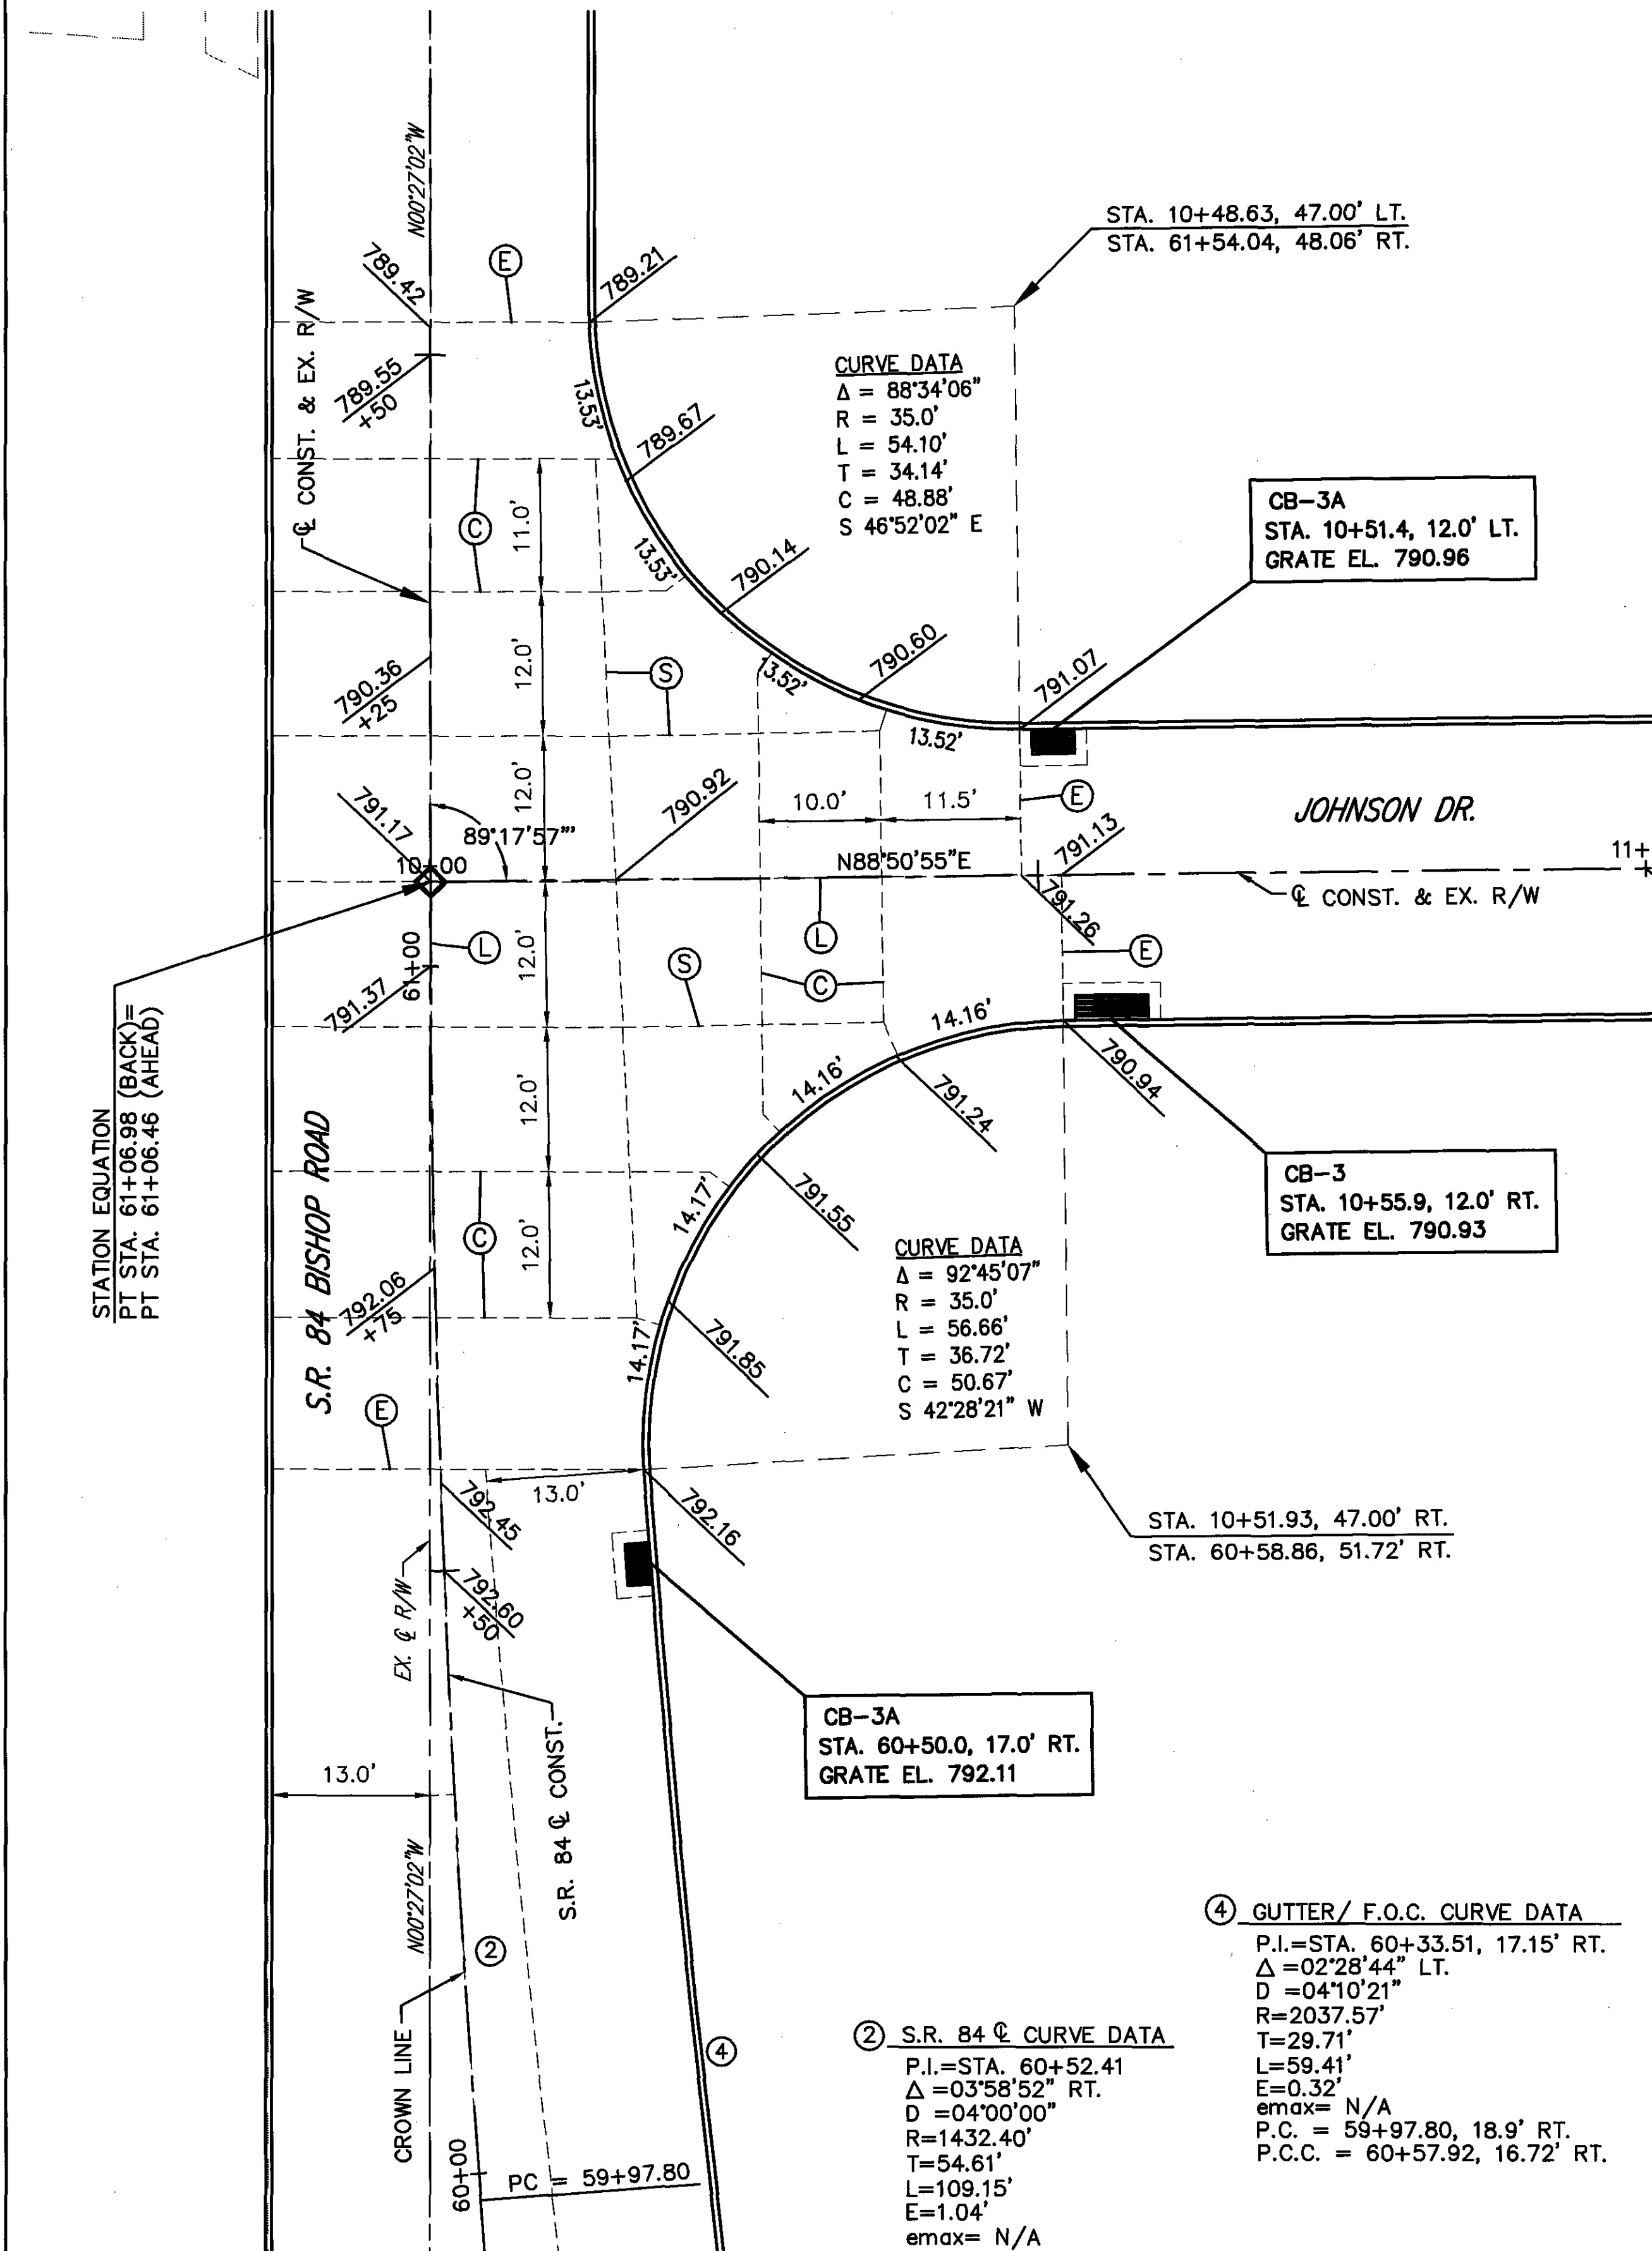 N00°27'02"W
STA. 10+48.63, 47.00' LT.
STA. 61+54.04, 48.06' RT.
E
789.42
789.21
℄ CONST. & EX. R/W
789.55
+50
CURVE DATA
Δ = 88°34'06"
R = 35.0'
L = 54.10'
T = 34.14'
C = 48.88'
S 46°52'02" E
13.53'
789.67
CB-3A
STA. 10+51.4, 12.0' LT.
GRATE EL. 790.96
C
11.0'
13.53'
790.14
12.0'
790.36
+25
S
13.52'
790.60
791.07
13.52'
12.0'
791.17
89°17'57"'
790.92
10.0'
11.5'
E
JOHNSON DR.
791.13
10+00
N88°50'55"E
11+
℄ CONST. & EX. R/W
791.26
L
L
61+00
12.0'
S
C
E
791.37
STATION EQUATION
PT STA. 61+06.98 (BACK)=
PT STA. 61+06.46 (AHEAD)
14.16'
790.94
12.0'
14.16'
791.24
S.R. 84 BISHOP ROAD
CB-3
STA. 10+55.9, 12.0' RT.
GRATE EL. 790.93
14.17'
791.55
C
12.0'
792.06
+75
CURVE DATA
Δ = 92°45'07"
R = 35.0'
L = 56.66'
T = 36.72'
C = 50.67'
S 42°28'21" W
14.17'
791.85
E
13.0'
792.45
792.16
STA. 10+51.93, 47.00' RT.
STA. 60+58.86, 51.72' RT.
EX. ℄ R/W
792.60
+50
S.R. 84 ℄ CONST.
CB-3A
STA. 60+50.0, 17.0' RT.
GRATE EL. 792.11
13.0'
N00°27'02"W
2
CROWN LINE
4
60+00
PC = 59+97.80
2 S.R. 84 ℄ CURVE DATA
P.I.=STA. 60+52.41
Δ =03°58'52" RT.
D =04°00'00"
R=1432.40'
T=54.61'
L=109.15'
E=1.04'
emax= N/A
4 GUTTER/ F.O.C. CURVE DATA
P.I.=STA. 60+33.51, 17.15' RT.
Δ =02°28'44" LT.
D =04°10'21"
R=2037.57'
T=29.71'
L=59.41'
E=0.32'
emax= N/A
P.C. = 59+97.80, 18.9' RT.
P.C.C. = 60+57.92, 16.72' RT.